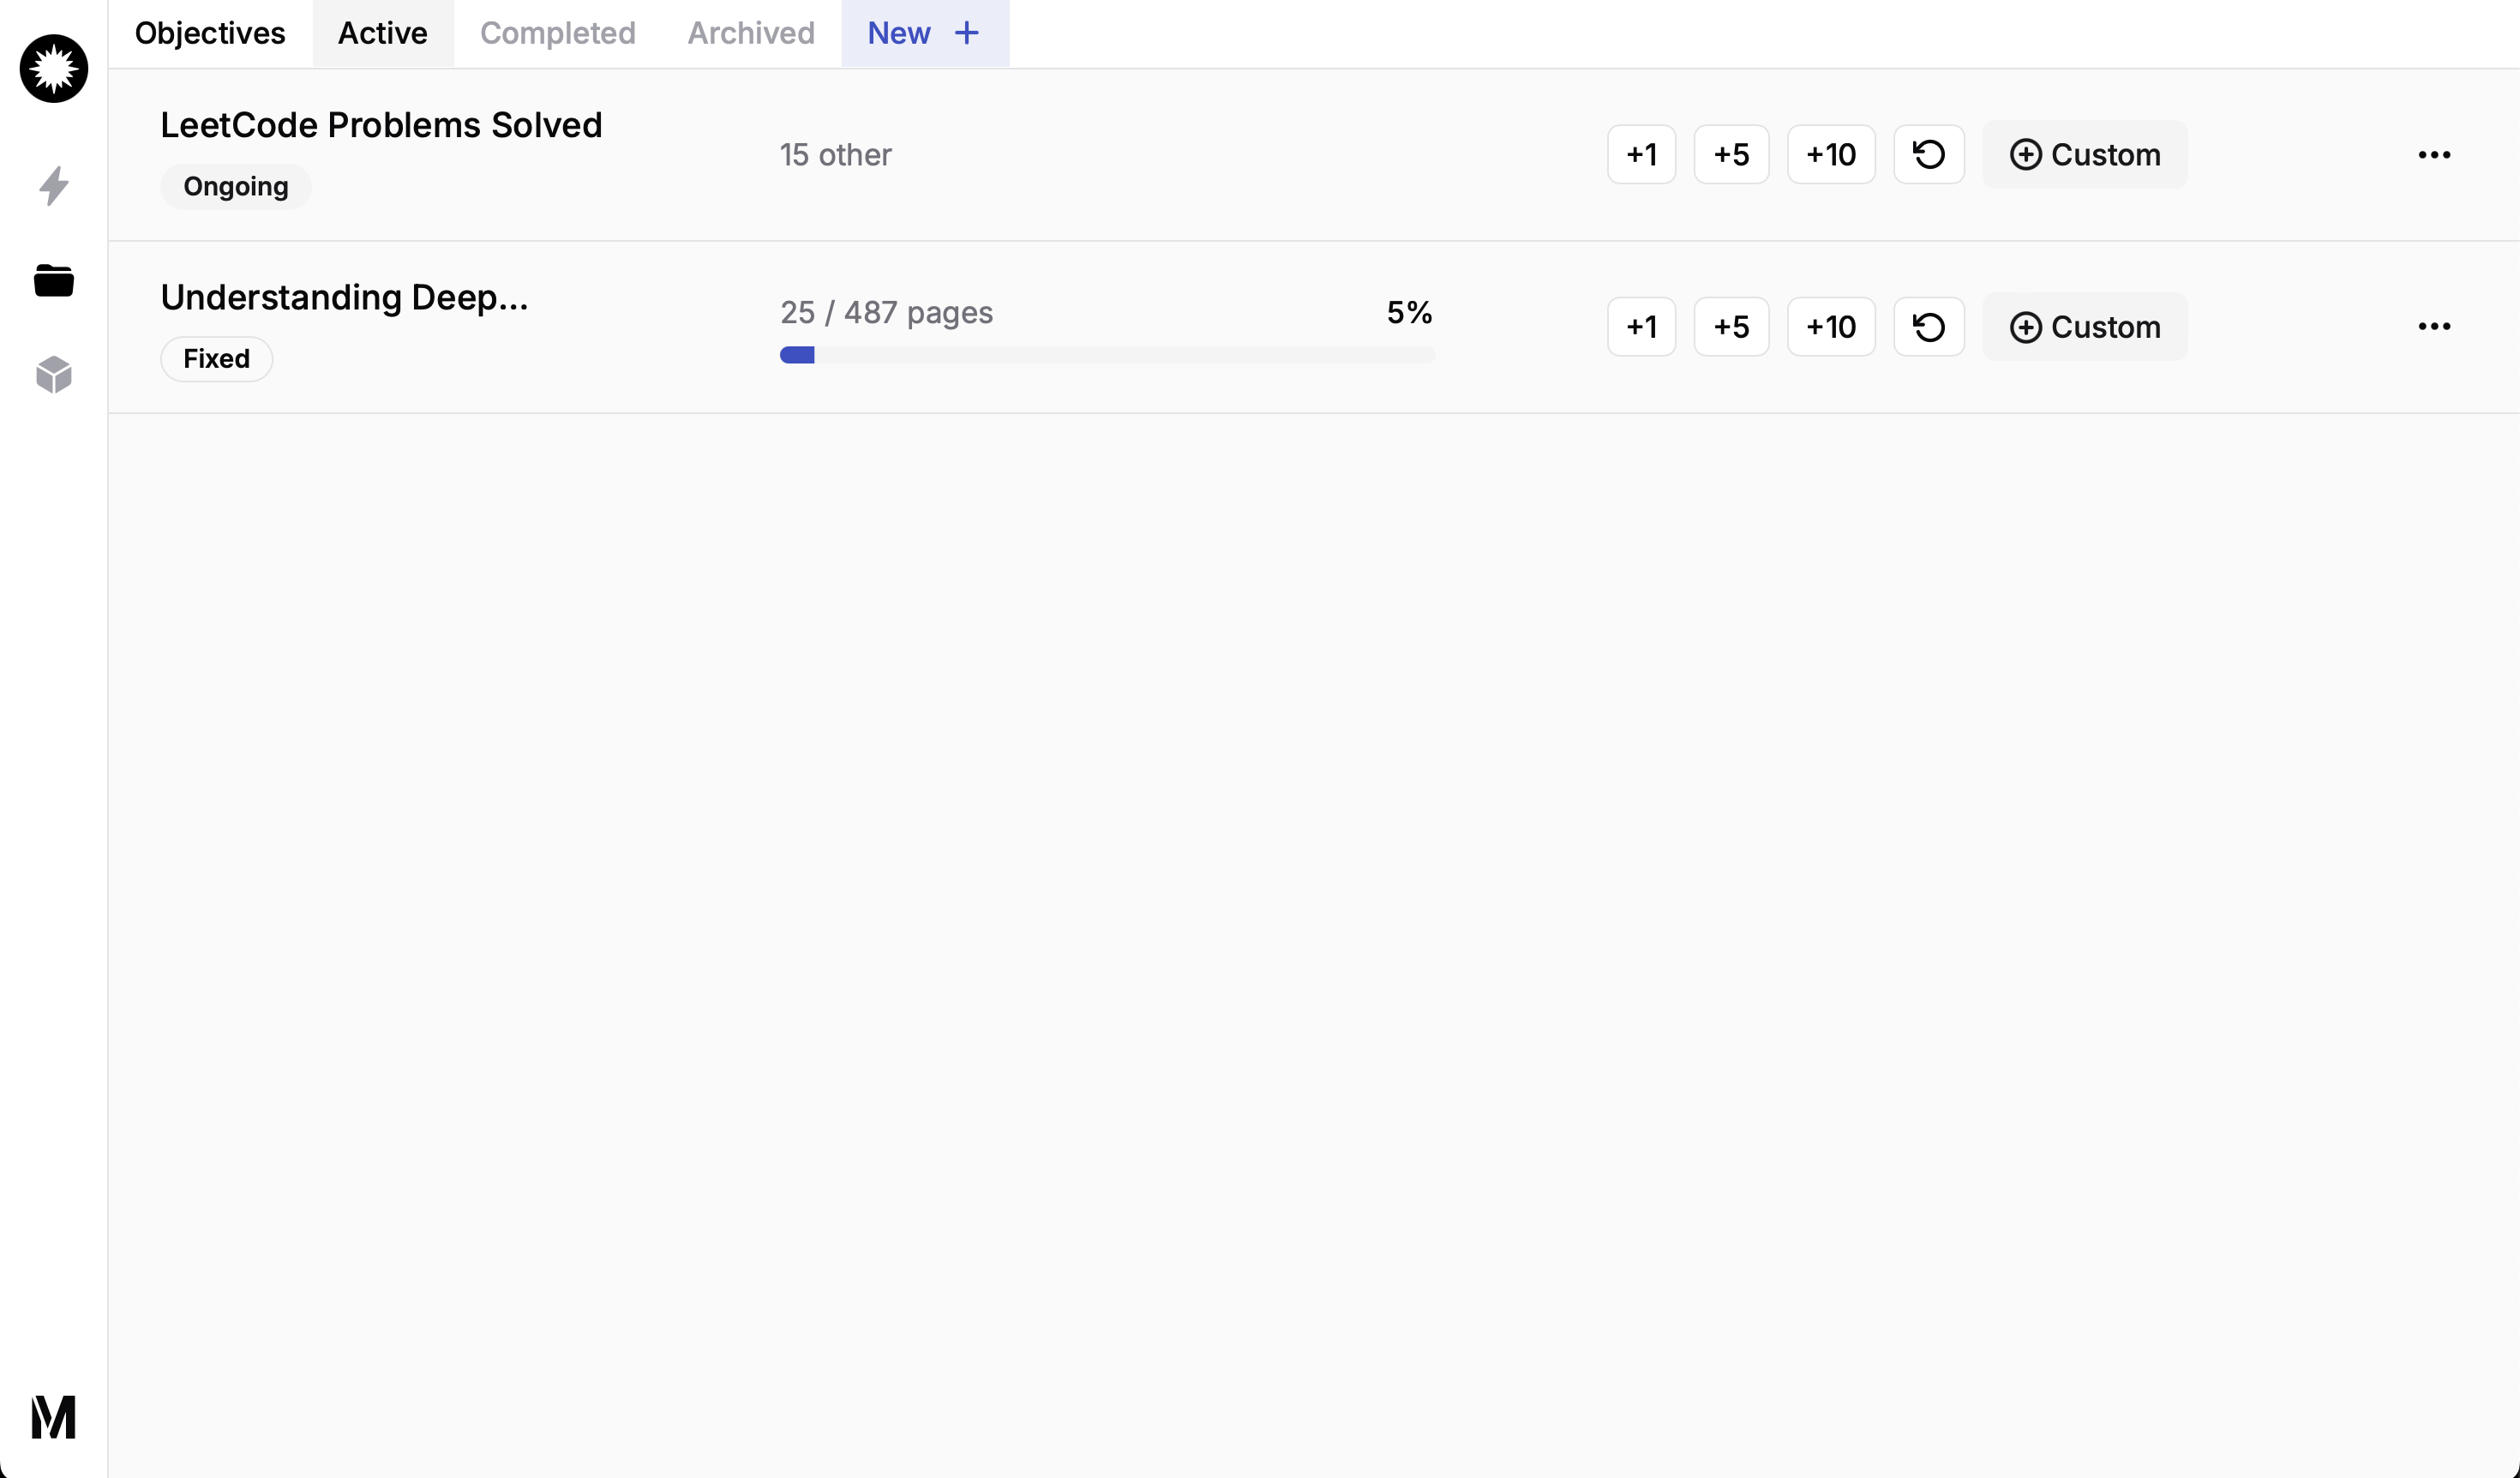 Objectives Active Completed Archived New +
LeetCode Problems Solved
Ongoing
15 other
+1 +5 +10 Custom
Understanding Deep...
Fixed
25 / 487 pages 5%
+1 +5 +10 Custom
M